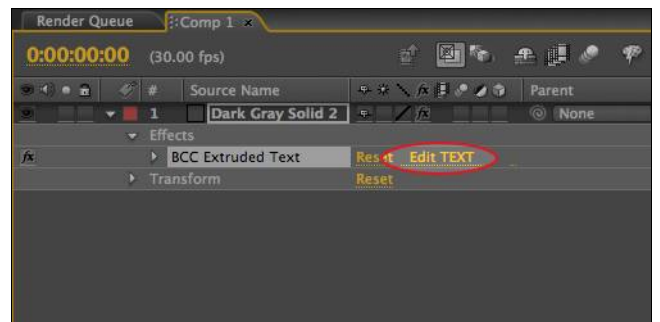 Render Queue Comp 1
0:00:00:00 (30.00 fps)
# Source Name Parent
1 Dark Gray Solid 2 None
Effects
fx BCC Extruded Text Reset Edit TEXT
Transform Reset